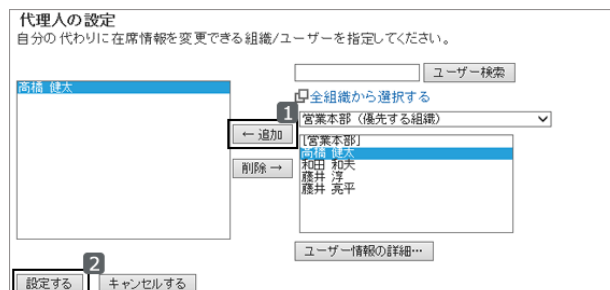 代理人の設定
自分の代わりに在席情報を変更できる組織/ユーザーを指定してください。
ユーザー検索
全組織から選択する
高橋 健太
1
営業本部（優先する組織）
← 追加
[営業本部]
高橋 健太
和田 和夫
藤井 淳
藤井 亮平
削除 →
ユーザー情報の詳細…
2
設定する
キャンセルする